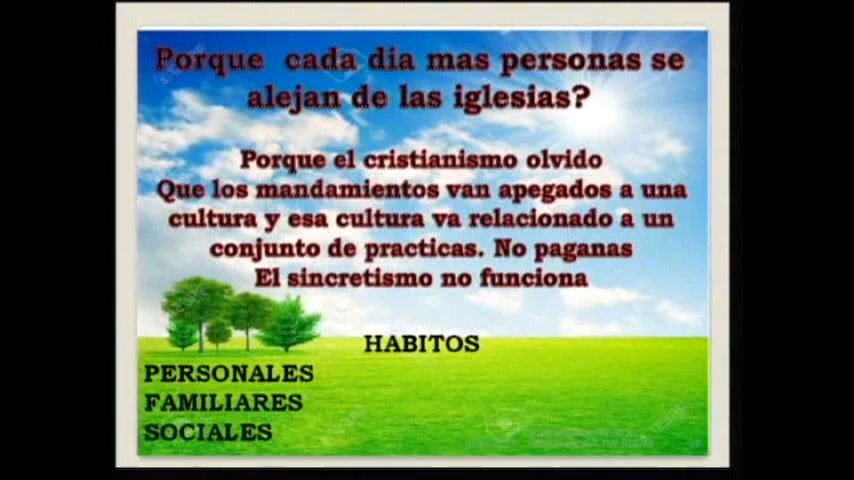 Porque cada dia mas personas se
alejan de las iglesias?
Porque el cristianismo olvido
Que los mandamientos van apegados a una
cultura y esa cultura va relacionado a un
conjunto de practicas. No paganas
El sincretismo no funciona
HABITOS
PERSONALES
FAMILIARES
SOCIALES